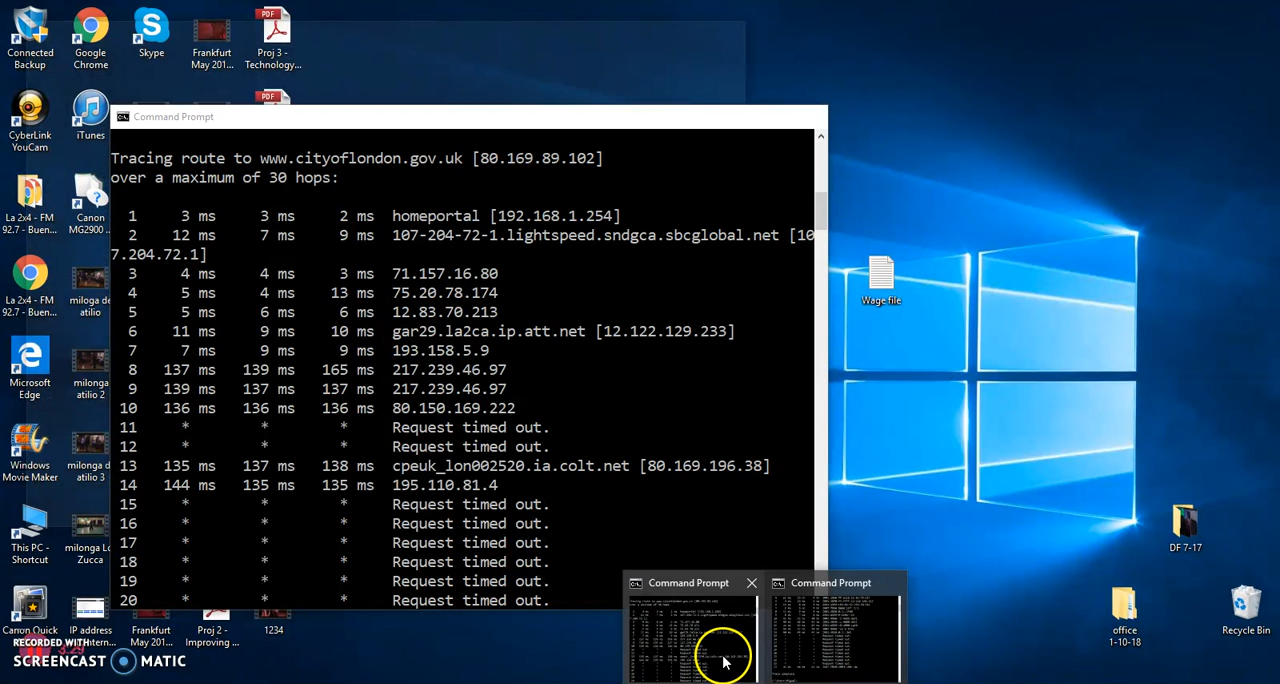 Connected
Backup
Google
Chrome
Skype
Frankfurt
May 201...
PDF
Proj 3 -
Technology...
CyberLink
YouCam
iTunes
PDF
La 2x4 - FM
92.7 - Buen...
Canon
MG2900 ...
La 2x4 - FM
92.7 - Buen...
miloga de
atilio
Microsoft
Edge
milonga
atilio 2
Windows
Movie Maker
milonga d
atilio 3
This PC -
Shortcut
milonga Lo
Zucca
Canon Quick
IP address
Frankfurt
May 201...
Proj 2 -
Improving ...
1234
RECORDED WITH
SCREENCAST MATIC
3:29
Command Prompt
Tracing route to www.cityoflondon.gov.uk [80.169.89.102]
over a maximum of 30 hops:
1 3 ms 3 ms 2 ms homeportal [192.168.1.254]
2 12 ms 7 ms 9 ms 107-204-72-1.lightspeed.sndgca.sbcglobal.net [10
7.204.72.1]
3 4 ms 4 ms 3 ms 71.157.16.80
4 5 ms 4 ms 13 ms 75.20.78.174
5 5 ms 6 ms 6 ms 12.83.70.213
6 11 ms 9 ms 10 ms gar29.la2ca.ip.att.net [12.122.129.233]
7 7 ms 9 ms 9 ms 193.158.5.9
8 137 ms 139 ms 165 ms 217.239.46.97
9 139 ms 137 ms 137 ms 217.239.46.97
10 136 ms 136 ms 136 ms 80.150.169.222
11 * * * Request timed out.
12 * * * Request timed out.
13 135 ms 137 ms 138 ms cpeuk_lon002520.ia.colt.net [80.169.196.38]
14 144 ms 135 ms 135 ms 195.110.81.4
15 * * * Request timed out.
16 * * * Request timed out.
17 * * * Request timed out.
18 * * * Request timed out.
19 * * * Request timed out.
20 * * * Request timed out.
Command Prompt
Command Prompt
Wage file
DF 7-17
office
1-10-18
Recycle Bin